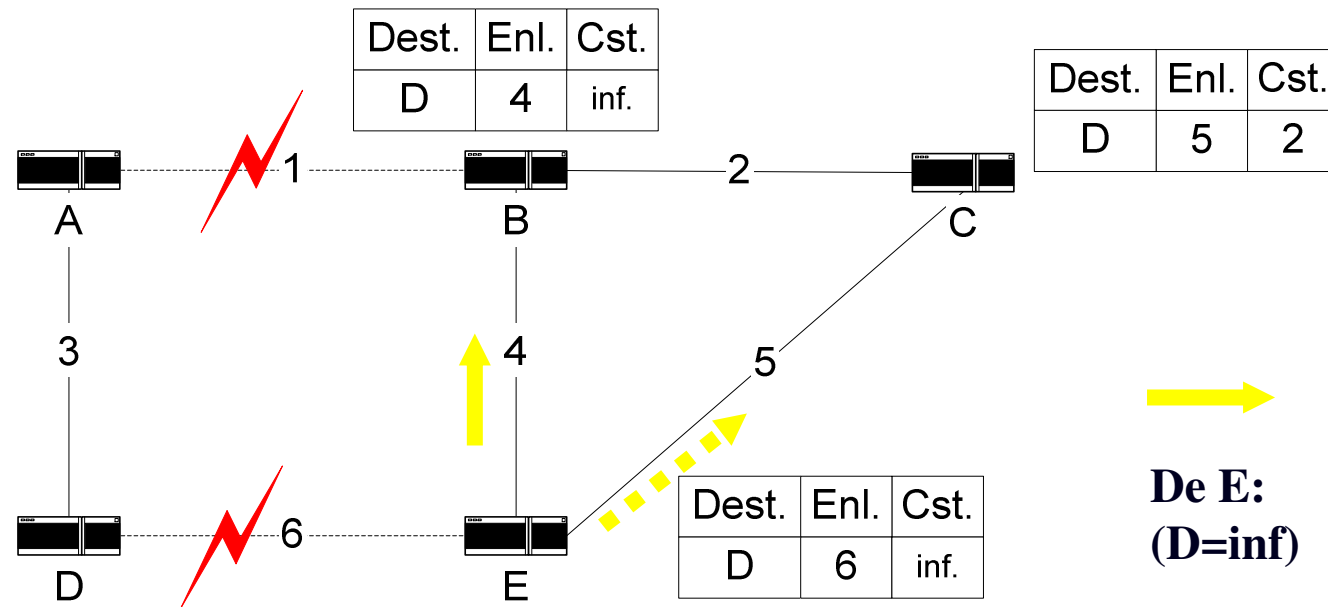 Dest. Enl. Cst.
D 4 inf.
Dest. Enl. Cst.
D 5 2
1
2
A
B
C
3
4
5
De E:
(D=inf)
Dest. Enl. Cst.
D 6 inf.
6
D
E